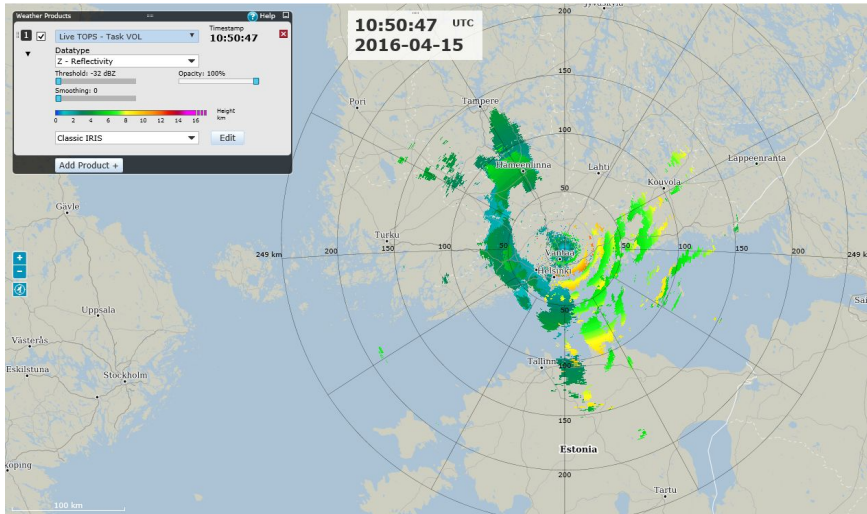 Weather Products
Help
1
Live TOPS - Task VOL
Timestamp
10:50:47
Datatype
Z - Reflectivity
Threshold: -32 dBZ
Opacity: 100%
Smoothing: 0
Height
km
0 2 4 6 8 10 12 14 16
Classic IRIS
Edit
Add Product +
10:50:47 UTC
2016-04-15
200
150
Pori
Tampere
100
Hämeenlinna
Lahti
Lappeenranta
Kouvola
50
Gävle
Turku
249 km
200
150
100
50
50
100
150
200
249 k
Vantaa
Helsinki
Uppsala
50
Västerås
Eskilstuna
Stockholm
Tallinn
100
150
Estonia
200
Tartu
köping
100 km
+
−